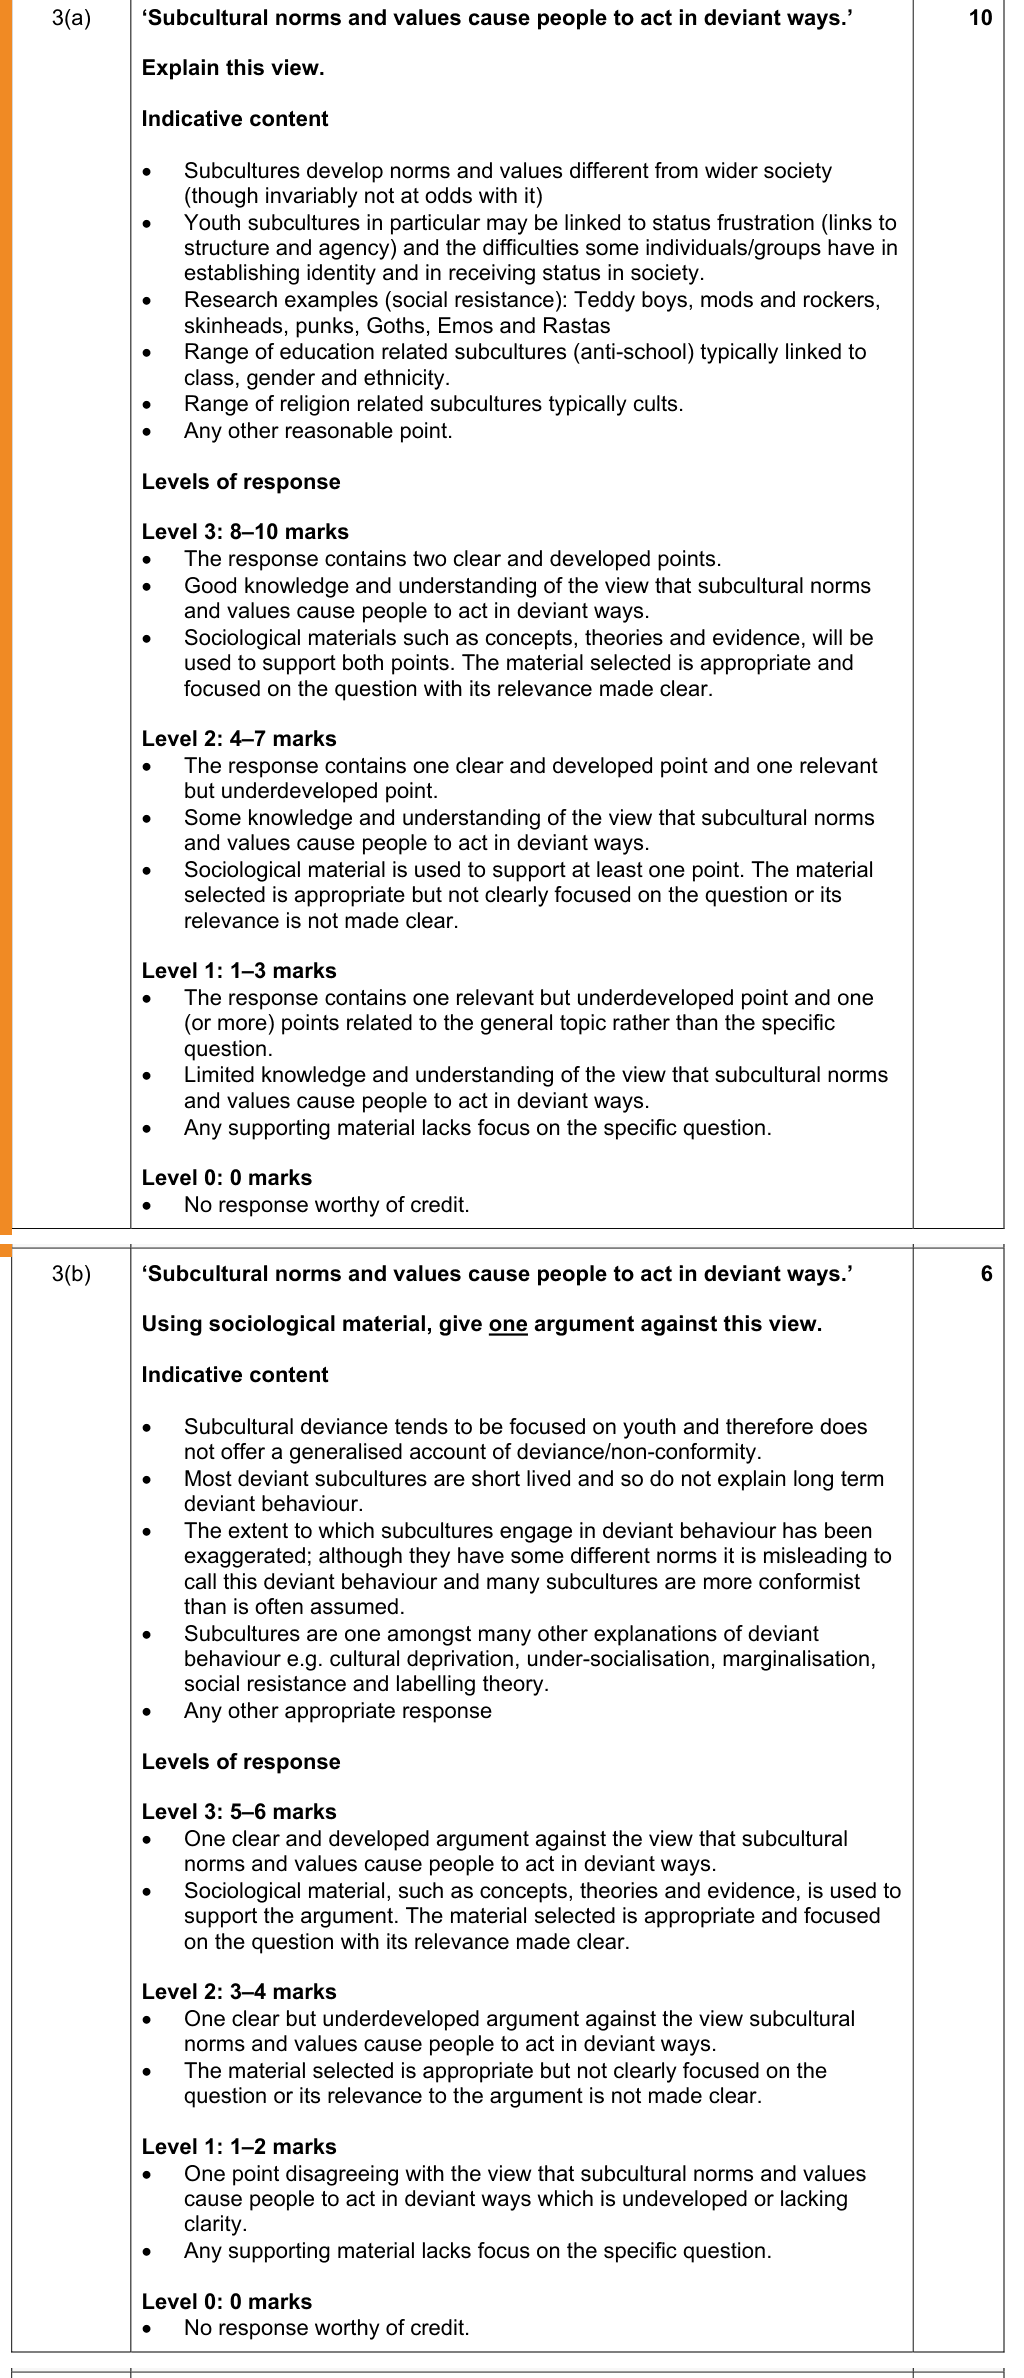 3(a) ‘Subcultural norms and values cause people to act in deviant ways.’ 10
Explain this view.
Indicative content
• Subcultures develop norms and values different from wider society
(though invariably not at odds with it)
• Youth subcultures in particular may be linked to status frustration (links to
structure and agency) and the difficulties some individuals/groups have in
establishing identity and in receiving status in society.
• Research examples (social resistance): Teddy boys, mods and rockers,
skinheads, punks, Goths, Emos and Rastas
• Range of education related subcultures (anti-school) typically linked to
class, gender and ethnicity.
• Range of religion related subcultures typically cults.
• Any other reasonable point.
Levels of response
Level 3: 8–10 marks
• The response contains two clear and developed points.
• Good knowledge and understanding of the view that subcultural norms
and values cause people to act in deviant ways.
• Sociological materials such as concepts, theories and evidence, will be
used to support both points. The material selected is appropriate and
focused on the question with its relevance made clear.
Level 2: 4–7 marks
• The response contains one clear and developed point and one relevant
but underdeveloped point.
• Some knowledge and understanding of the view that subcultural norms
and values cause people to act in deviant ways.
• Sociological material is used to support at least one point. The material
selected is appropriate but not clearly focused on the question or its
relevance is not made clear.
Level 1: 1–3 marks
• The response contains one relevant but underdeveloped point and one
(or more) points related to the general topic rather than the specific
question.
• Limited knowledge and understanding of the view that subcultural norms
and values cause people to act in deviant ways.
• Any supporting material lacks focus on the specific question.
Level 0: 0 marks
• No response worthy of credit.
3(b) ‘Subcultural norms and values cause people to act in deviant ways.’ 6
Using sociological material, give one argument against this view.
Indicative content
• Subcultural deviance tends to be focused on youth and therefore does
not offer a generalised account of deviance/non-conformity.
• Most deviant subcultures are short lived and so do not explain long term
deviant behaviour.
• The extent to which subcultures engage in deviant behaviour has been
exaggerated; although they have some different norms it is misleading to
call this deviant behaviour and many subcultures are more conformist
than is often assumed.
• Subcultures are one amongst many other explanations of deviant
behaviour e.g. cultural deprivation, under-socialisation, marginalisation,
social resistance and labelling theory.
• Any other appropriate response
Levels of response
Level 3: 5–6 marks
• One clear and developed argument against the view that subcultural
norms and values cause people to act in deviant ways.
• Sociological material, such as concepts, theories and evidence, is used to
support the argument. The material selected is appropriate and focused
on the question with its relevance made clear.
Level 2: 3–4 marks
• One clear but underdeveloped argument against the view subcultural
norms and values cause people to act in deviant ways.
• The material selected is appropriate but not clearly focused on the
question or its relevance to the argument is not made clear.
Level 1: 1–2 marks
• One point disagreeing with the view that subcultural norms and values
cause people to act in deviant ways which is undeveloped or lacking
clarity.
• Any supporting material lacks focus on the specific question.
Level 0: 0 marks
• No response worthy of credit.